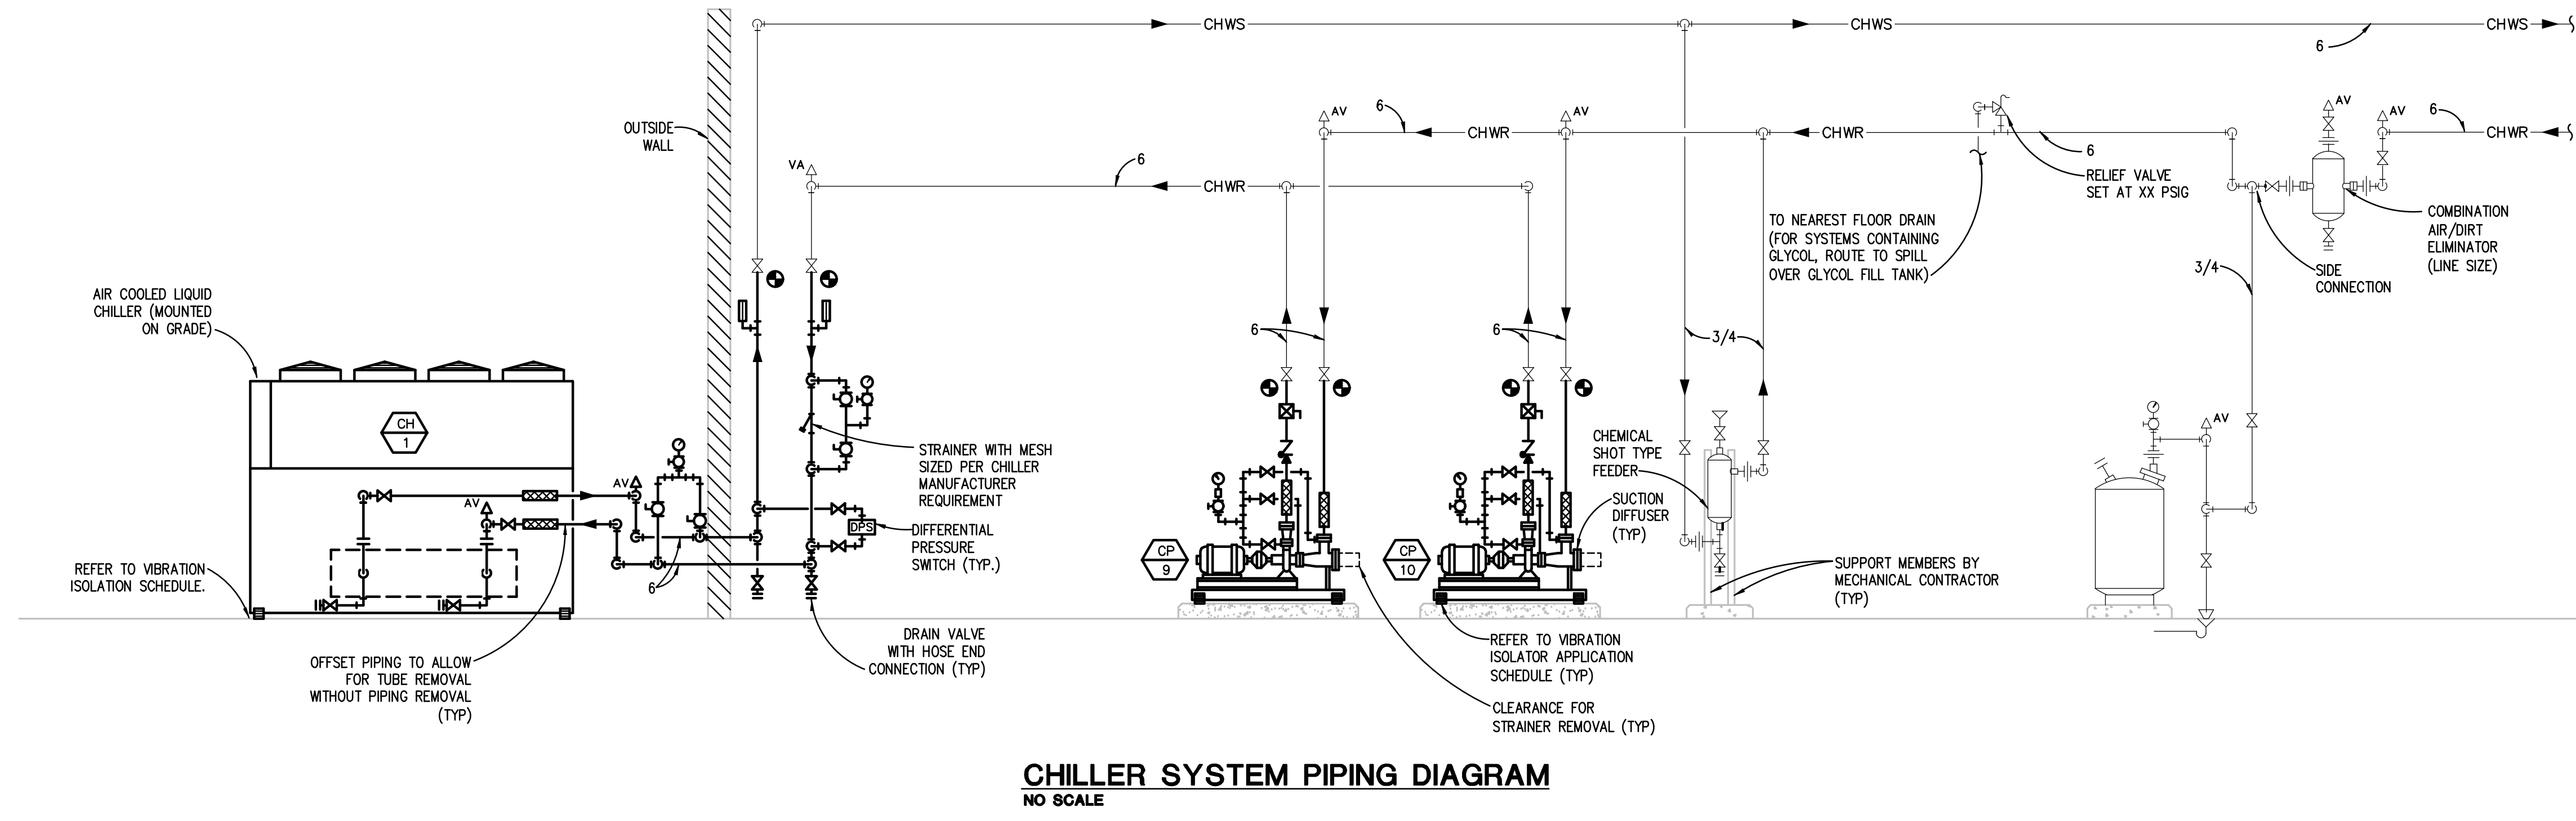 CHWS
CHWS
CHWS
6
OUTSIDE
WALL
VA
6
CHWR
AV
6
CHWR
AV
CHWR
6
RELIEF VALVE
SET AT XX PSIG
AV
AV
6
CHWR
TO NEAREST FLOOR DRAIN
(FOR SYSTEMS CONTAINING
GLYCOL, ROUTE TO SPILL
OVER GLYCOL FILL TANK)
COMBINATION
AIR/DIRT
ELIMINATOR
(LINE SIZE)
3/4
SIDE
CONNECTION
AIR COOLED LIQUID
CHILLER (MOUNTED
ON GRADE)
6
6
3/4
CH
1
AV
AV
STRAINER WITH MESH
SIZED PER CHILLER
MANUFACTURER
REQUIREMENT
DPS
DIFFERENTIAL
PRESSURE
SWITCH (TYP.)
CHEMICAL
SHOT TYPE
FEEDER
SUCTION
DIFFUSER
(TYP)
AV
CP
9
CP
10
REFER TO VIBRATION
ISOLATION SCHEDULE.
6
SUPPORT MEMBERS BY
MECHANICAL CONTRACTOR
(TYP)
OFFSET PIPING TO ALLOW
FOR TUBE REMOVAL
WITHOUT PIPING REMOVAL
(TYP)
DRAIN VALVE
WITH HOSE END
CONNECTION (TYP)
REFER TO VIBRATION
ISOLATOR APPLICATION
SCHEDULE (TYP)
CLEARANCE FOR
STRAINER REMOVAL (TYP)
CHILLER SYSTEM PIPING DIAGRAM
NO SCALE